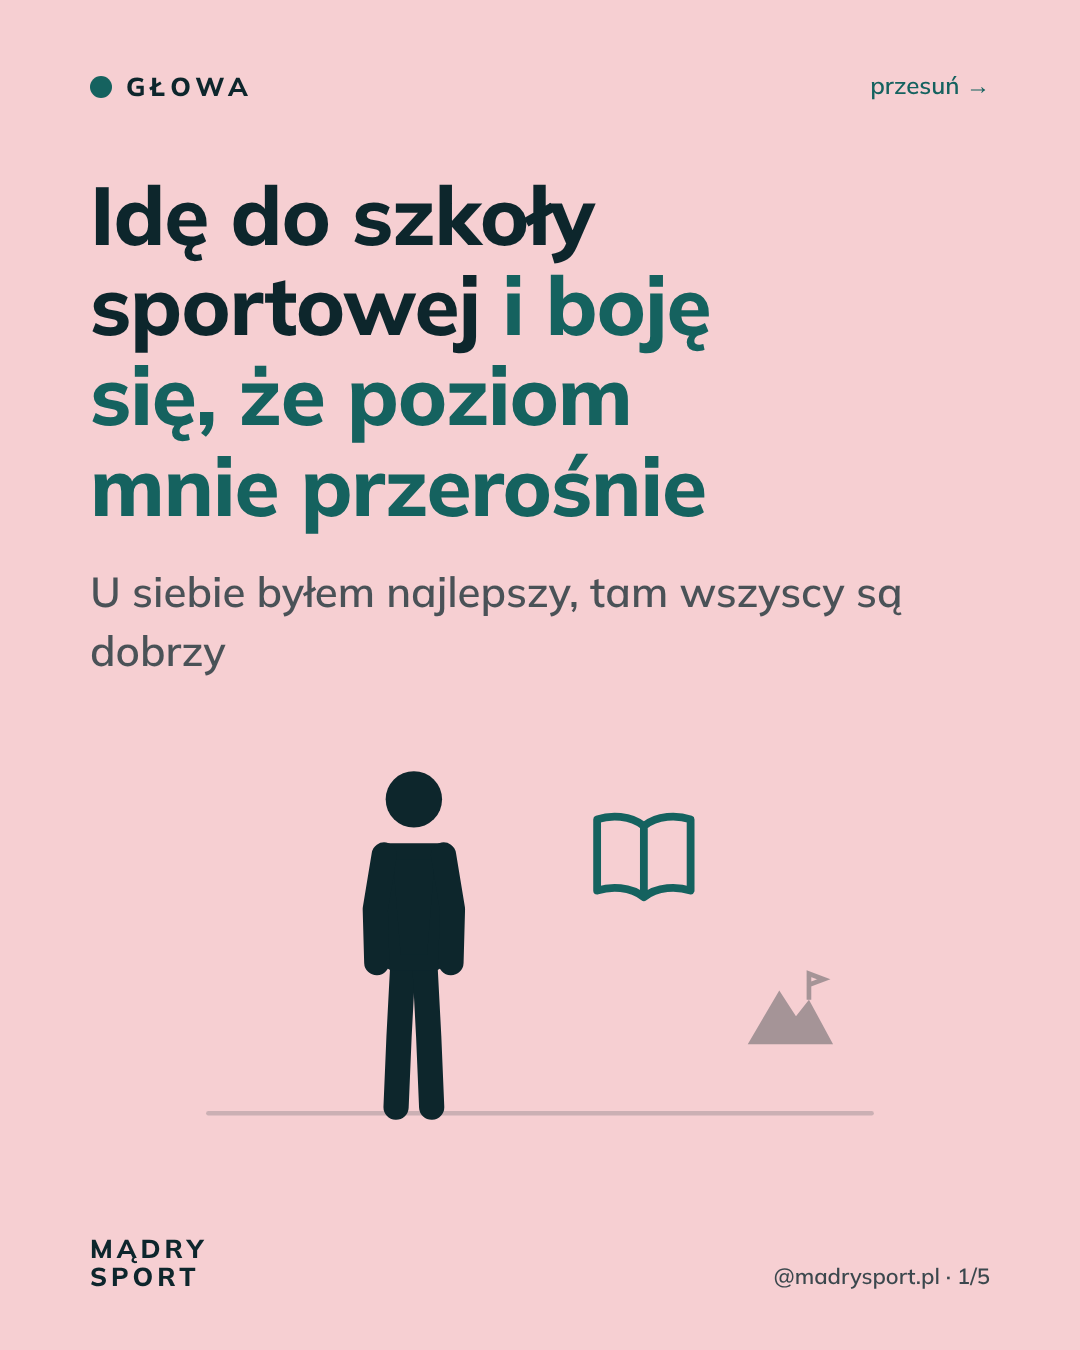 GŁOWA
przesuń →
Idę do szkoły
sportowej i boję
się, że poziom
mnie przerośnie
U siebie byłem najlepszy, tam wszyscy są
dobrzy
MĄDRY
SPORT
@madrysport.pl · 1/5